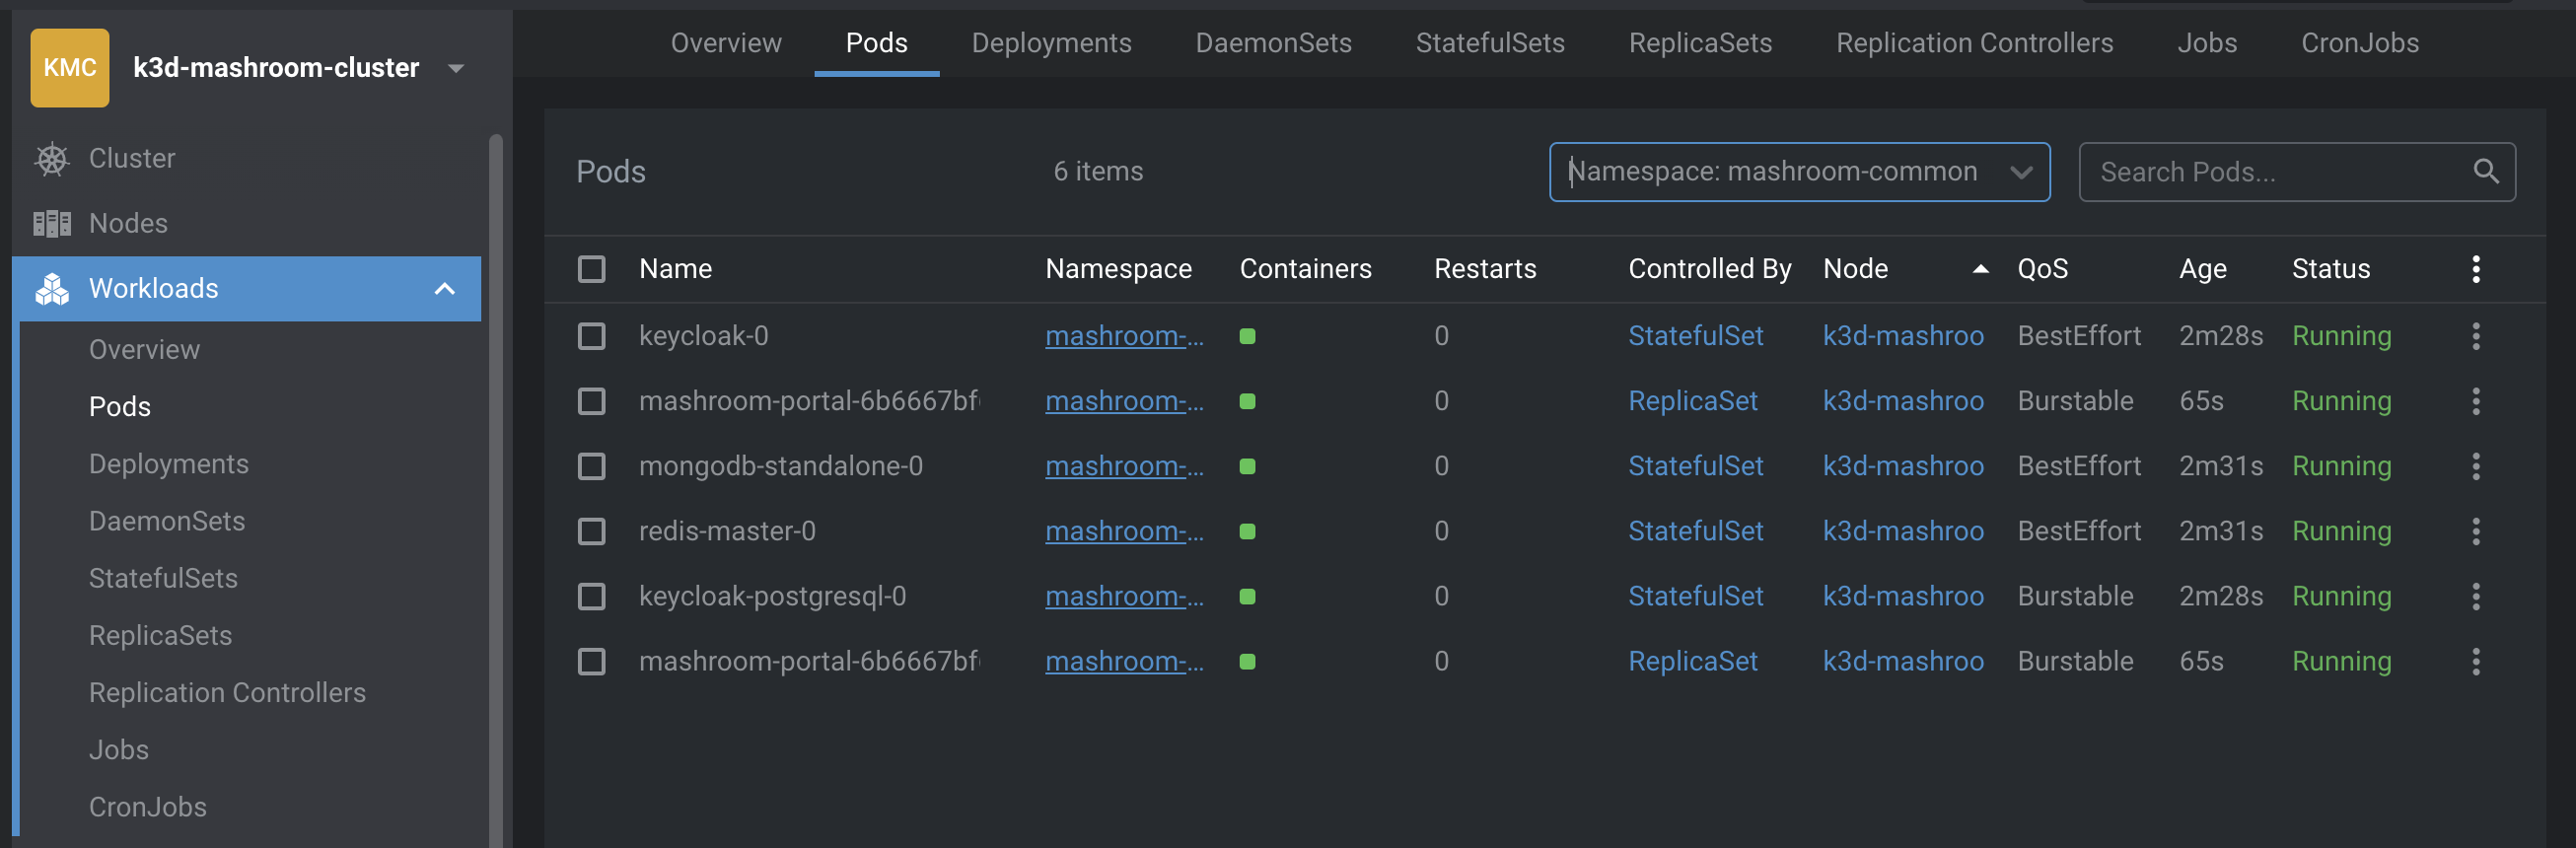 KMC k3d-mashroom-cluster
Cluster
Nodes
Workloads
Overview
Pods
Deployments
DaemonSets
StatefulSets
ReplicaSets
Replication Controllers
Jobs
CronJobs
Overview Pods Deployments DaemonSets StatefulSets ReplicaSets Replication Controllers Jobs CronJobs
Pods 6 items Namespace: mashroom-common Search Pods...
Name Namespace Containers Restarts Controlled By Node QoS Age Status
keycloak-0 mashroom-... 0 StatefulSet k3d-mashroo BestEffort 2m28s Running
mashroom-portal-6b6667bf mashroom-... 0 ReplicaSet k3d-mashroo Burstable 65s Running
mongodb-standalone-0 mashroom-... 0 StatefulSet k3d-mashroo BestEffort 2m31s Running
redis-master-0 mashroom-... 0 StatefulSet k3d-mashroo BestEffort 2m31s Running
keycloak-postgresql-0 mashroom-... 0 StatefulSet k3d-mashroo Burstable 2m28s Running
mashroom-portal-6b6667bf mashroom-... 0 ReplicaSet k3d-mashroo Burstable 65s Running